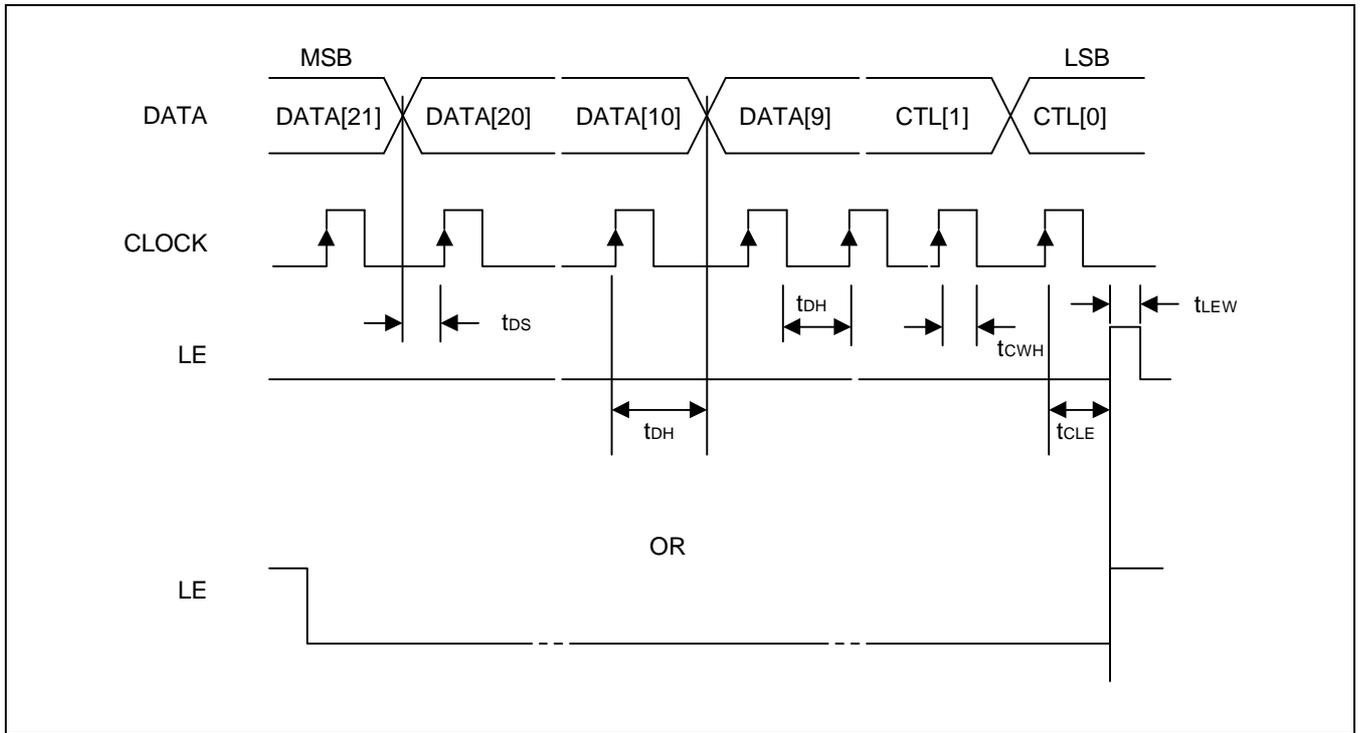 MSB LSB
DATA DATA[21] DATA[20] DATA[10] DATA[9] CTL[1] CTL[0]
CLOCK
tDS tDH tCWH tLEW
LE
tDH tCLE
OR
LE